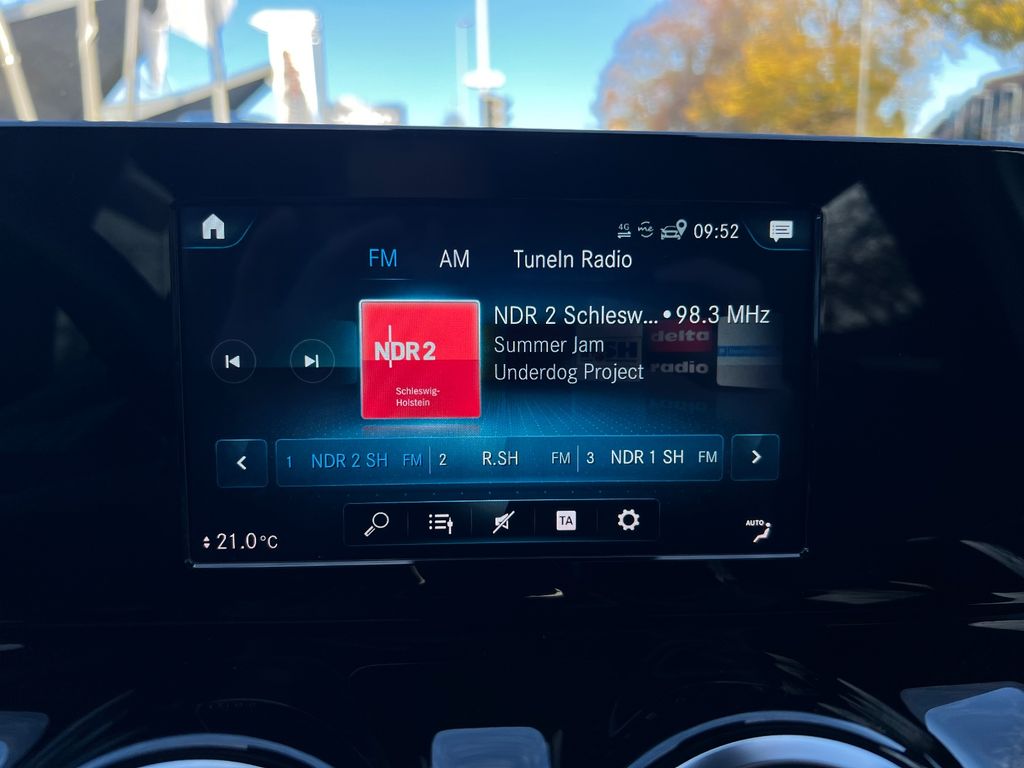 4G me 09:52
FM AM TuneIn Radio
NDR 2 Schlesw... • 98.3 MHz
Summer Jam
Underdog Project
NDR 2
Schleswig-
Holstein
SH
delta
radio
1 NDR 2 SH FM 2 R.SH FM 3 NDR 1 SH FM
TA
AUTO
21.0°C